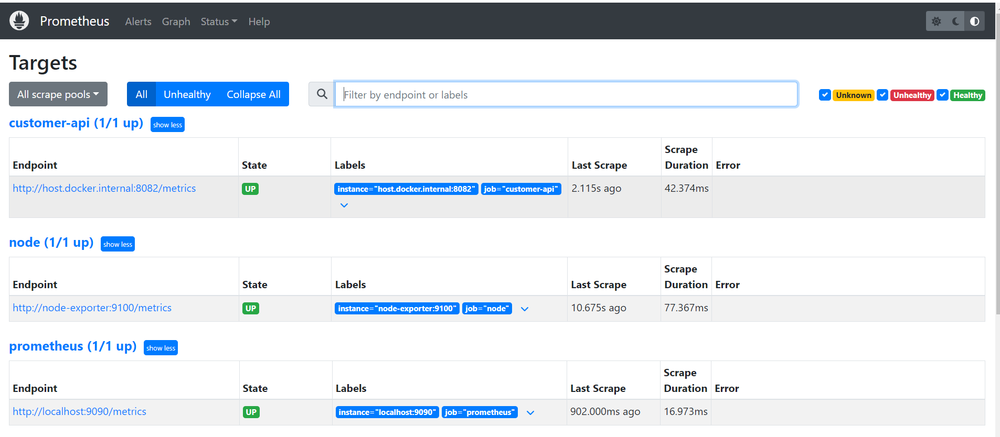 Prometheus Alerts Graph Status Help
Targets
All scrape pools All Unhealthy Collapse All Filter by endpoint or labels Unknown Unhealthy Healthy
customer-api (1/1 up) show less
Endpoint State Labels Last Scrape Scrape Duration Error
http://host.docker.internal:8082/metrics UP instance="host.docker.internal:8082" job="customer-api" 2.115s ago 42.374ms
node (1/1 up) show less
Endpoint State Labels Last Scrape Scrape Duration Error
http://node-exporter:9100/metrics UP instance="node-exporter:9100" job="node" 10.675s ago 77.367ms
prometheus (1/1 up) show less
Endpoint State Labels Last Scrape Scrape Duration Error
http://localhost:9090/metrics UP instance="localhost:9090" job="prometheus" 902.000ms ago 16.973ms